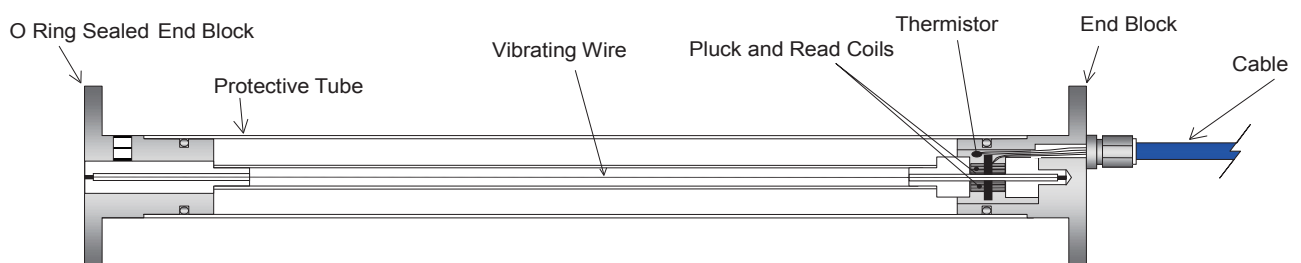 Thermistor
End Block
O Ring Sealed End Block
Vibrating Wire
Pluck and Read Coils
Cable
Protective Tube